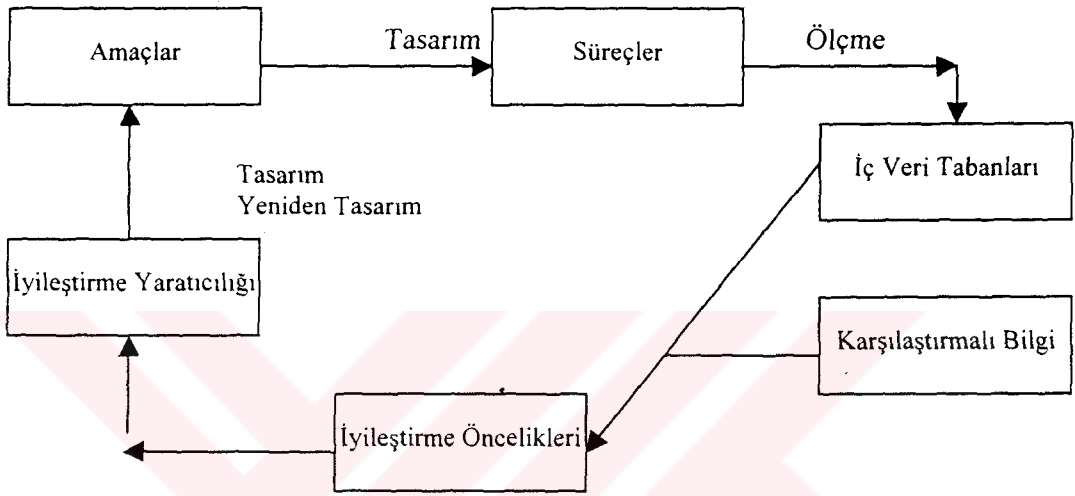 Amaçlar
Tasarım
Süreçler
Ölçme
İç Veri Tabanları
Tasarım
Yeniden Tasarım
İyileştirme Yaratıcılığı
Karşılaştırmalı Bilgi
İyileştirme Öncelikleri